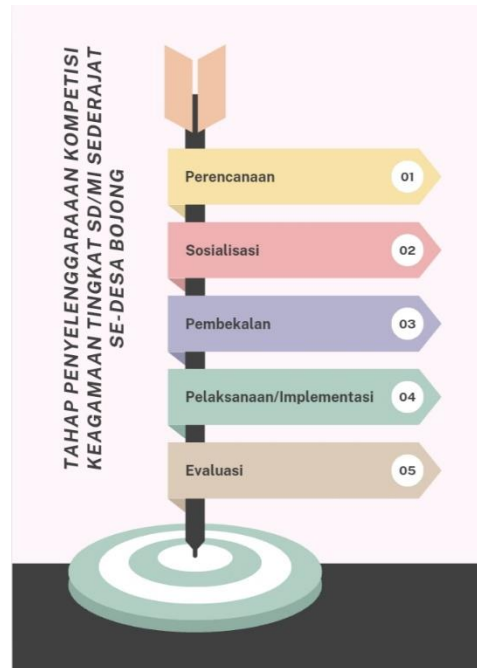 TAHAP PENYELENGGARAAAN KOMPETISI
KEAGAMAAN TINGKAT SD/MI SEDERAJAT
SE-DESA BOJONG
Perencanaan 01
Sosialisasi 02
Pembekalan 03
Pelaksanaan/Implementasi 04
Evaluasi 05